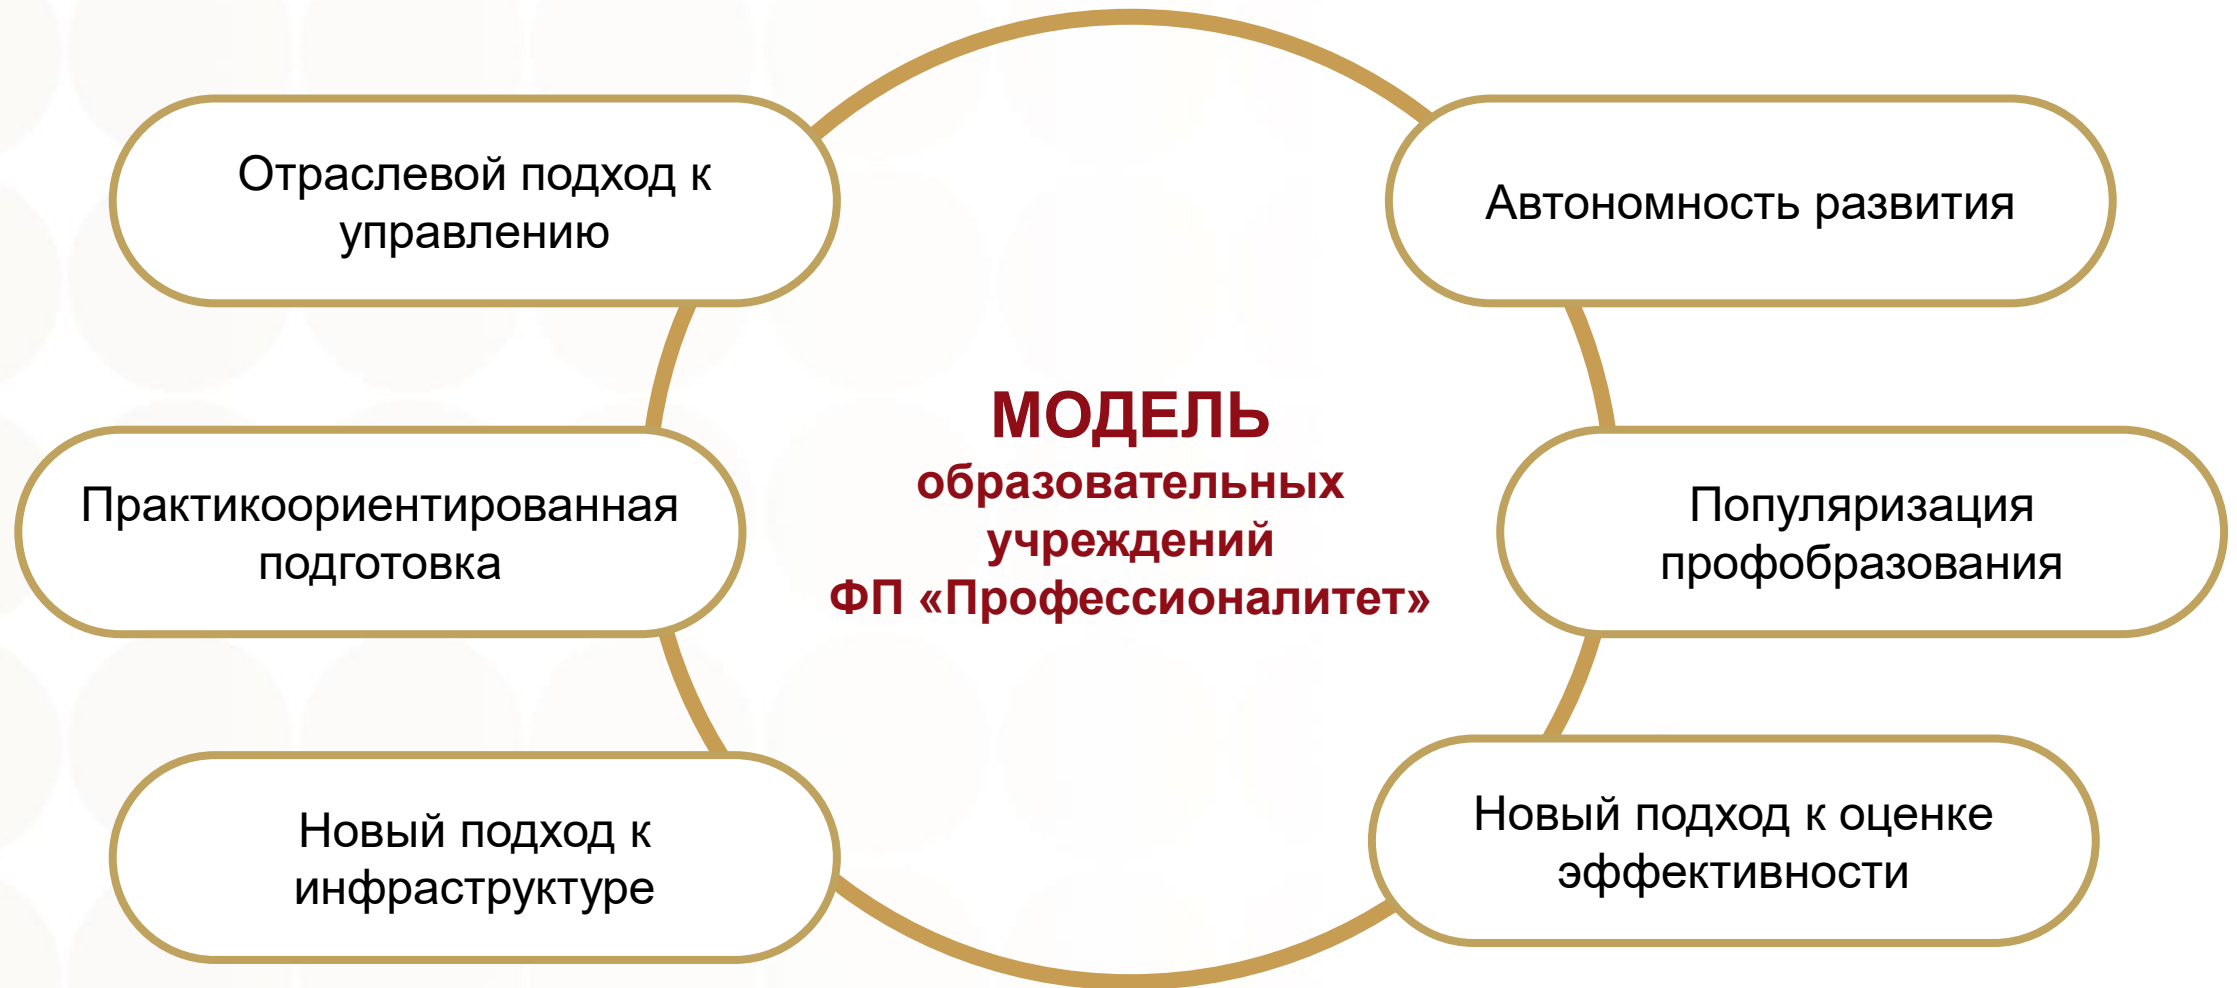 Отраслевой подход к
управлению
Практикоориентированная
подготовка
Новый подход к
инфраструктуре
МОДЕЛЬ
образовательных
учреждений
ФП «Профессионалитет»
Автономность развития
Популяризация
профобразования
Новый подход к оценке
эффективности